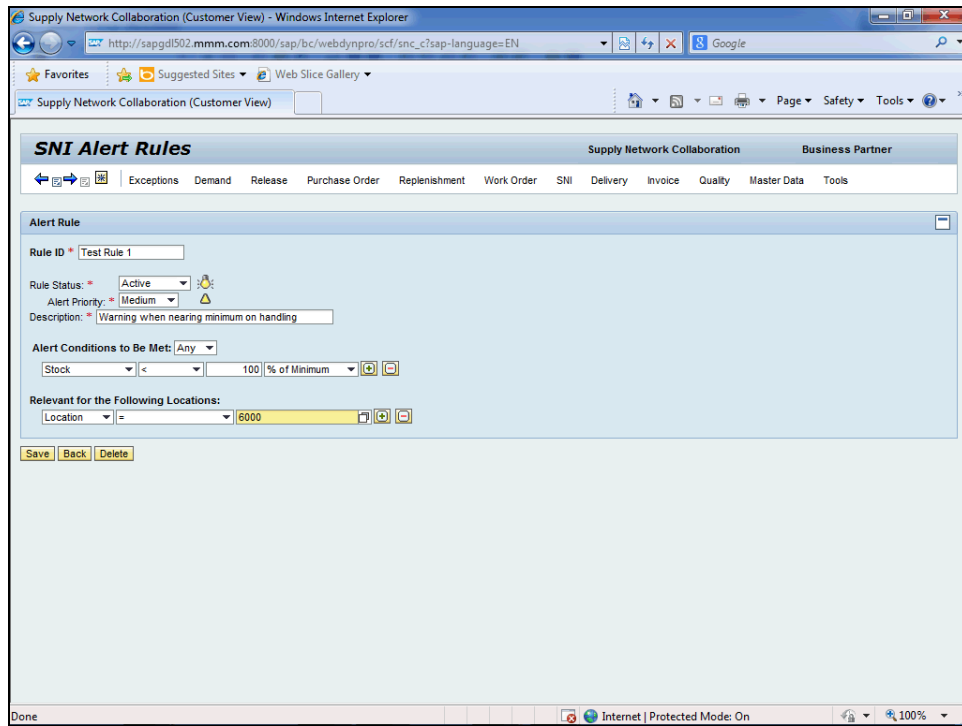 Supply Network Collaboration (Customer View) - Windows Internet Explorer
http://sapgdl502.mmm.com:8000/sap/bc/webdynpro/scf/snc_c?sap-language=EN
Google
Favorites Suggested Sites Web Slice Gallery
Supply Network Collaboration (Customer View)
Page Safety Tools
SNI Alert Rules Supply Network Collaboration Business Partner
Exceptions Demand Release Purchase Order Replenishment Work Order SNI Delivery Invoice Quality Master Data Tools
Alert Rule
Rule ID * Test Rule 1
Rule Status: * Active
Alert Priority: * Medium
Description: * Warning when nearing minimum on handling
Alert Conditions to Be Met: Any
Stock < 100 % of Minimum
Relevant for the Following Locations:
Location = 6000
Save Back Delete
Done Internet | Protected Mode: On 100%